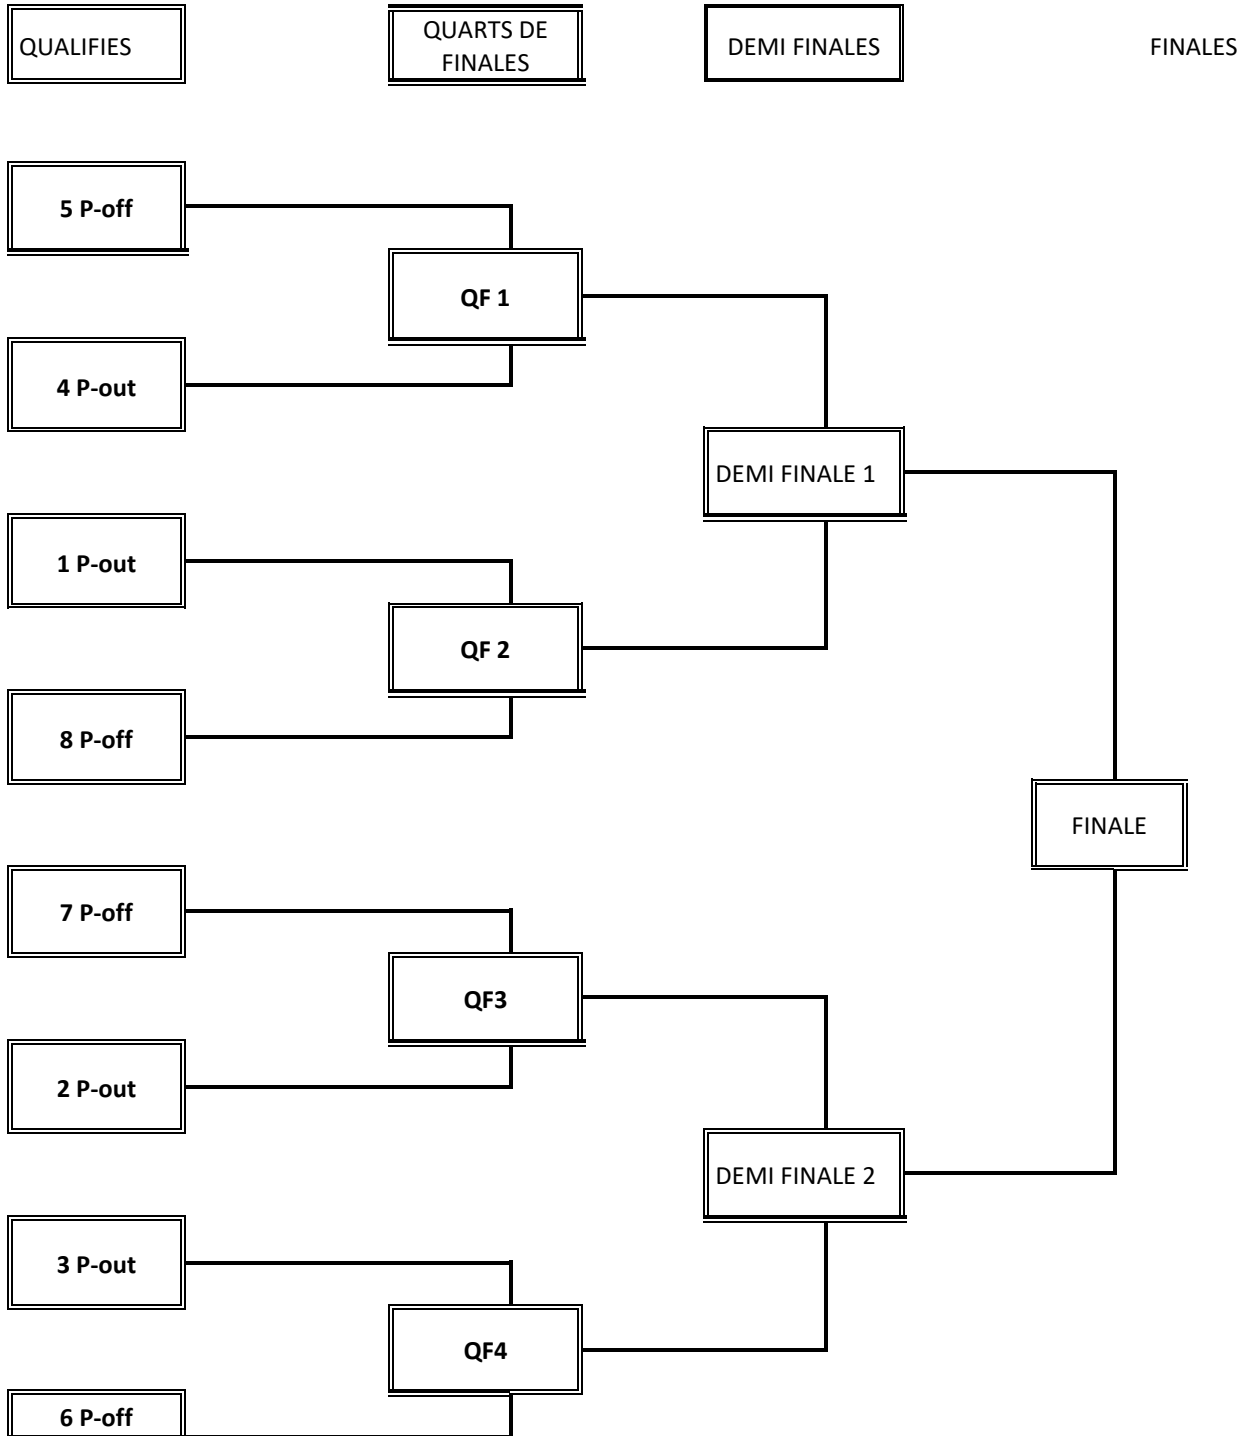 QUALIFIES
QUARTS DE
FINALES
DEMI FINALES
FINALES
5 P-off
QF 1
4 P-out
DEMI FINALE 1
1 P-out
QF 2
8 P-off
FINALE
7 P-off
QF3
2 P-out
DEMI FINALE 2
3 P-out
QF4
6 P-off